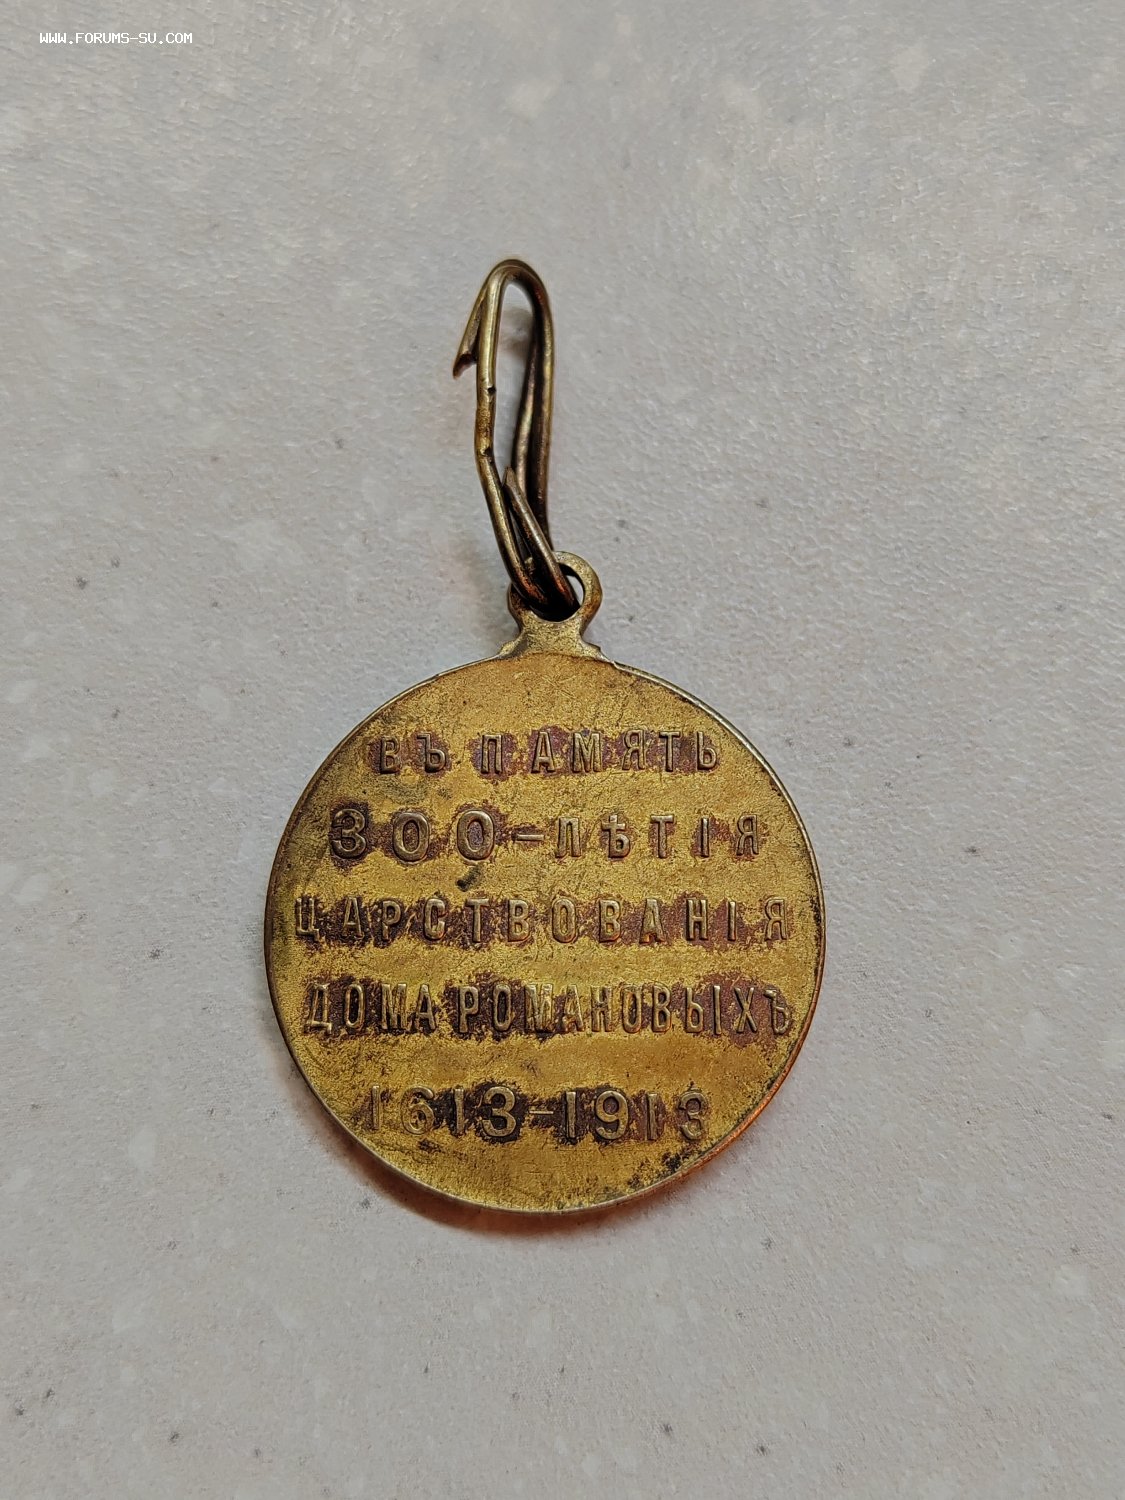 WWW.FORUMS-SU.COM
ВЪ ПАМЯТЬ
300-ЛѢТІЯ
ЦАРСТВОВАНІЯ
ДОМА РОМАНОВЫХЪ
1613-1913